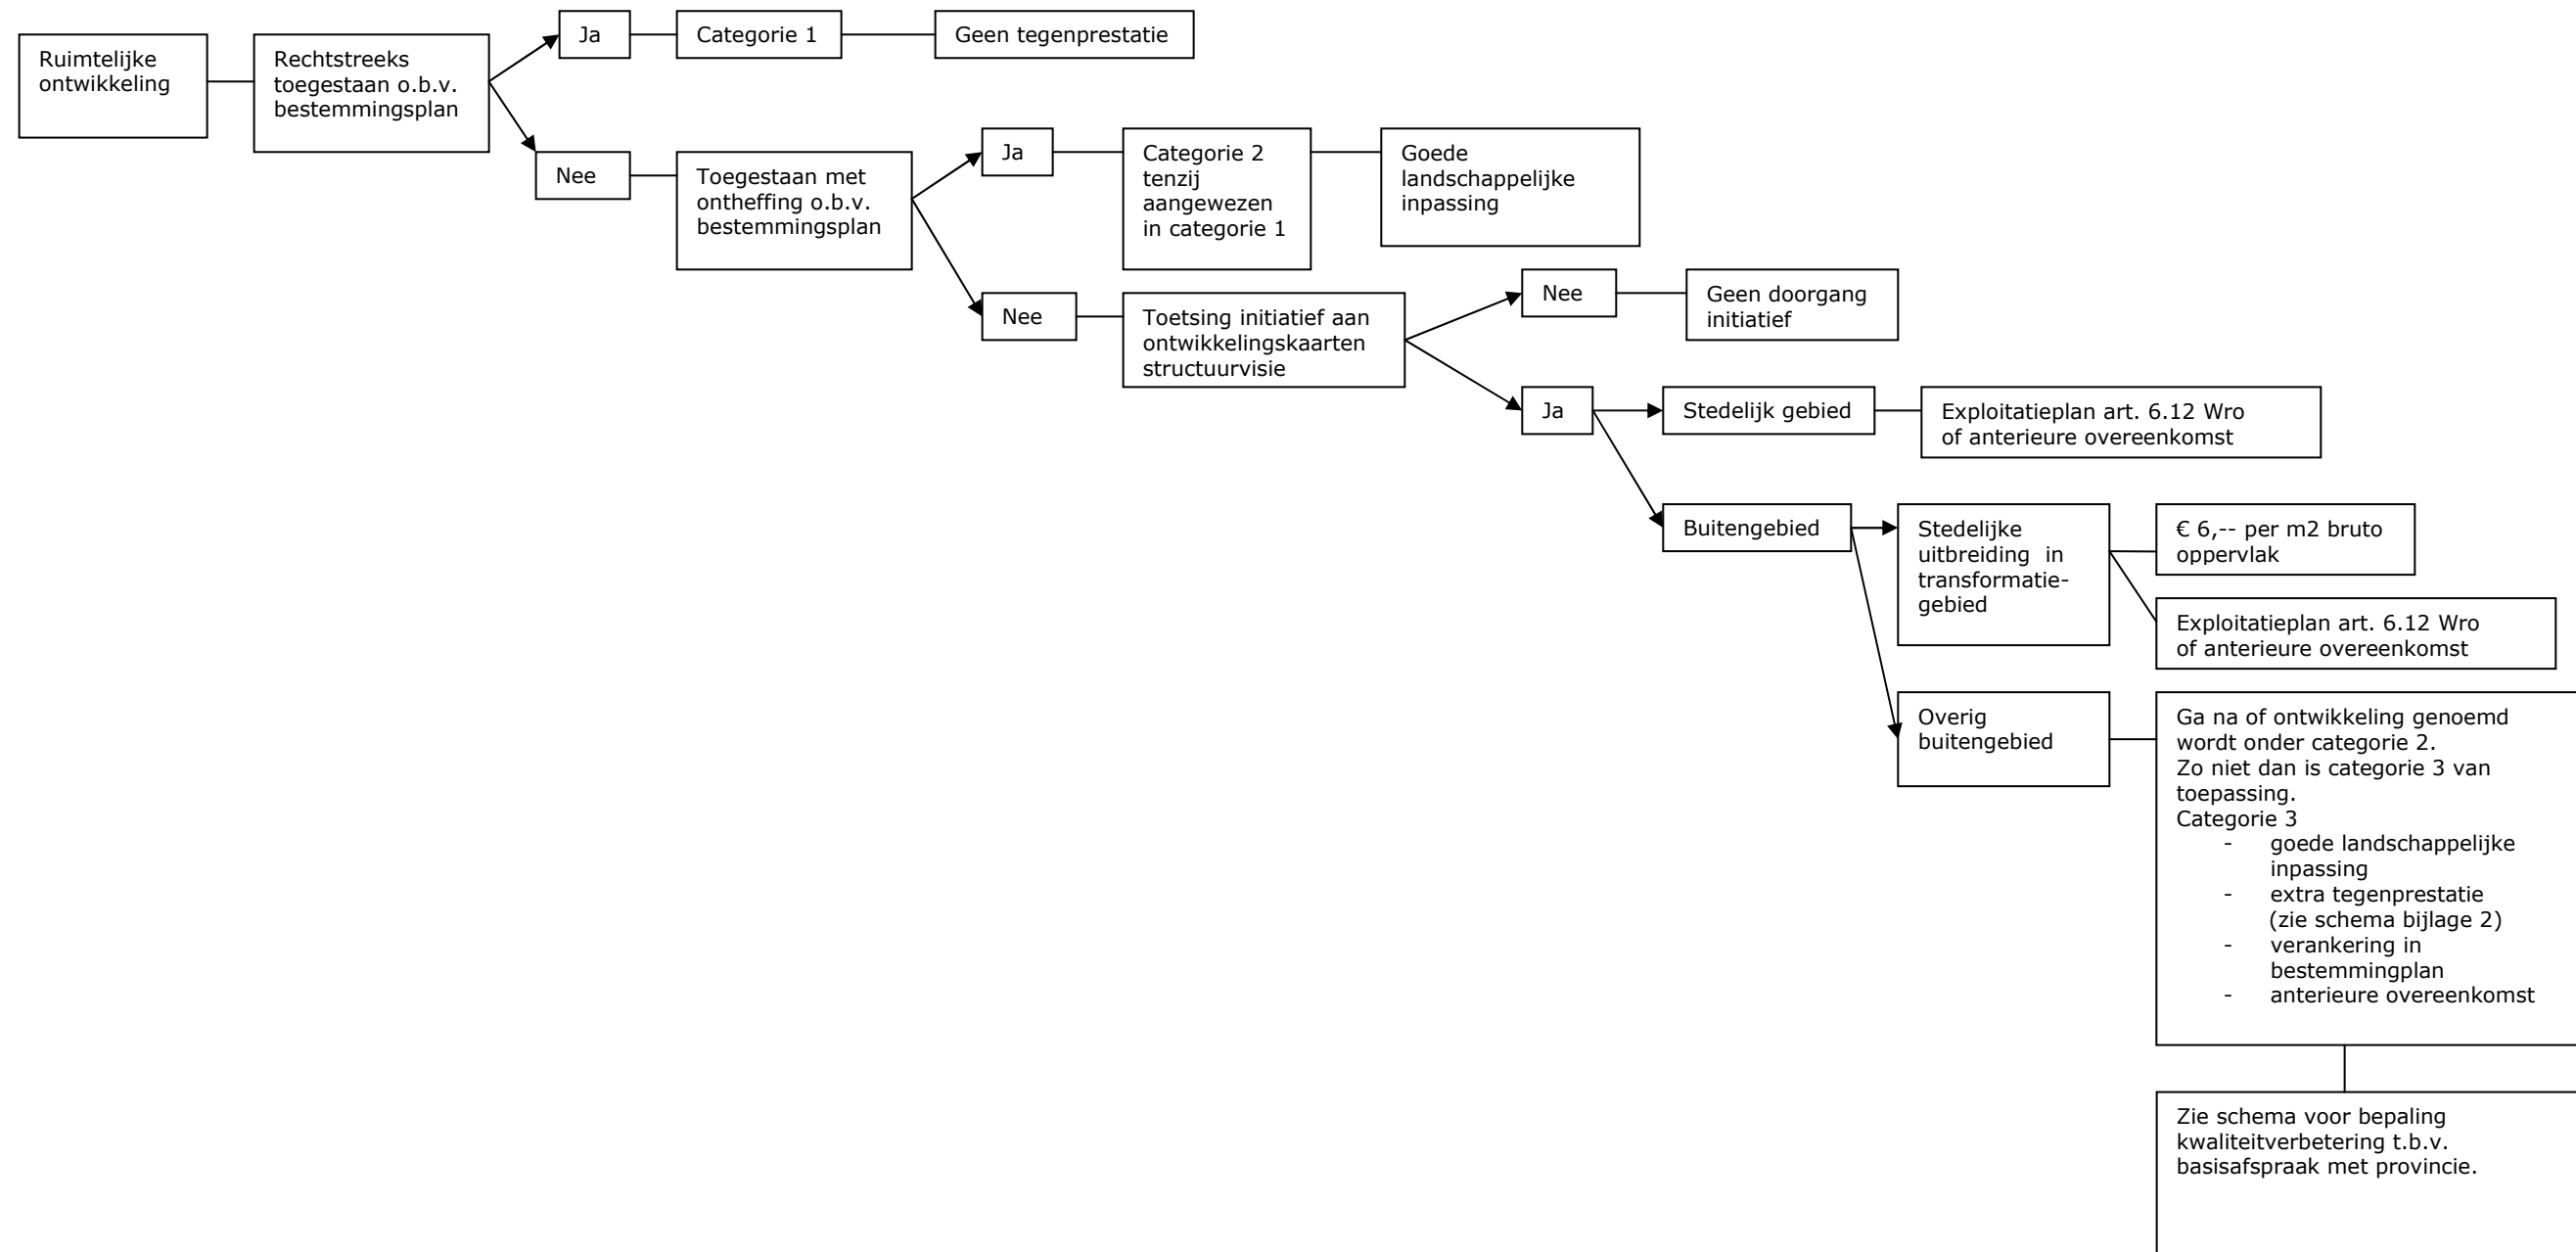 Ruimtelijke
ontwikkeling
Rechtstreeks
toegestaan o.b.v.
bestemmingsplan
Ja
Categorie 1
Geen tegenprestatie
Nee
Toegestaan met
ontheffing o.b.v.
bestemmingsplan
Ja
Categorie 2
tenzij
aangewezen
in categorie 1
Goede
landschappelijke
inpassing
Nee
Toetsing initiatief aan
ontwikkelingskaarten
structuurvisie
Nee
Geen doorgang
initiatief
Ja
Stedelijk gebied
Exploitatieplan art. 6.12 Wro
of anterieure overeenkomst
Buitengebied
Stedelijke
uitbreiding  in
transformatie-
gebied
€ 6,-- per m2 bruto
oppervlak
Exploitatieplan art. 6.12 Wro
of anterieure overeenkomst
Overig
buitengebied
Ga na of ontwikkeling genoemd
wordt onder categorie 2.
Zo niet dan is categorie 3 van
toepassing.
Categorie 3
- goede landschappelijke
inpassing
- extra tegenprestatie
(zie schema bijlage 2)
- verankering in
bestemmingplan
- anterieure overeenkomst
Zie schema voor bepaling
kwaliteitverbetering t.b.v.
basisafspraak met provincie.